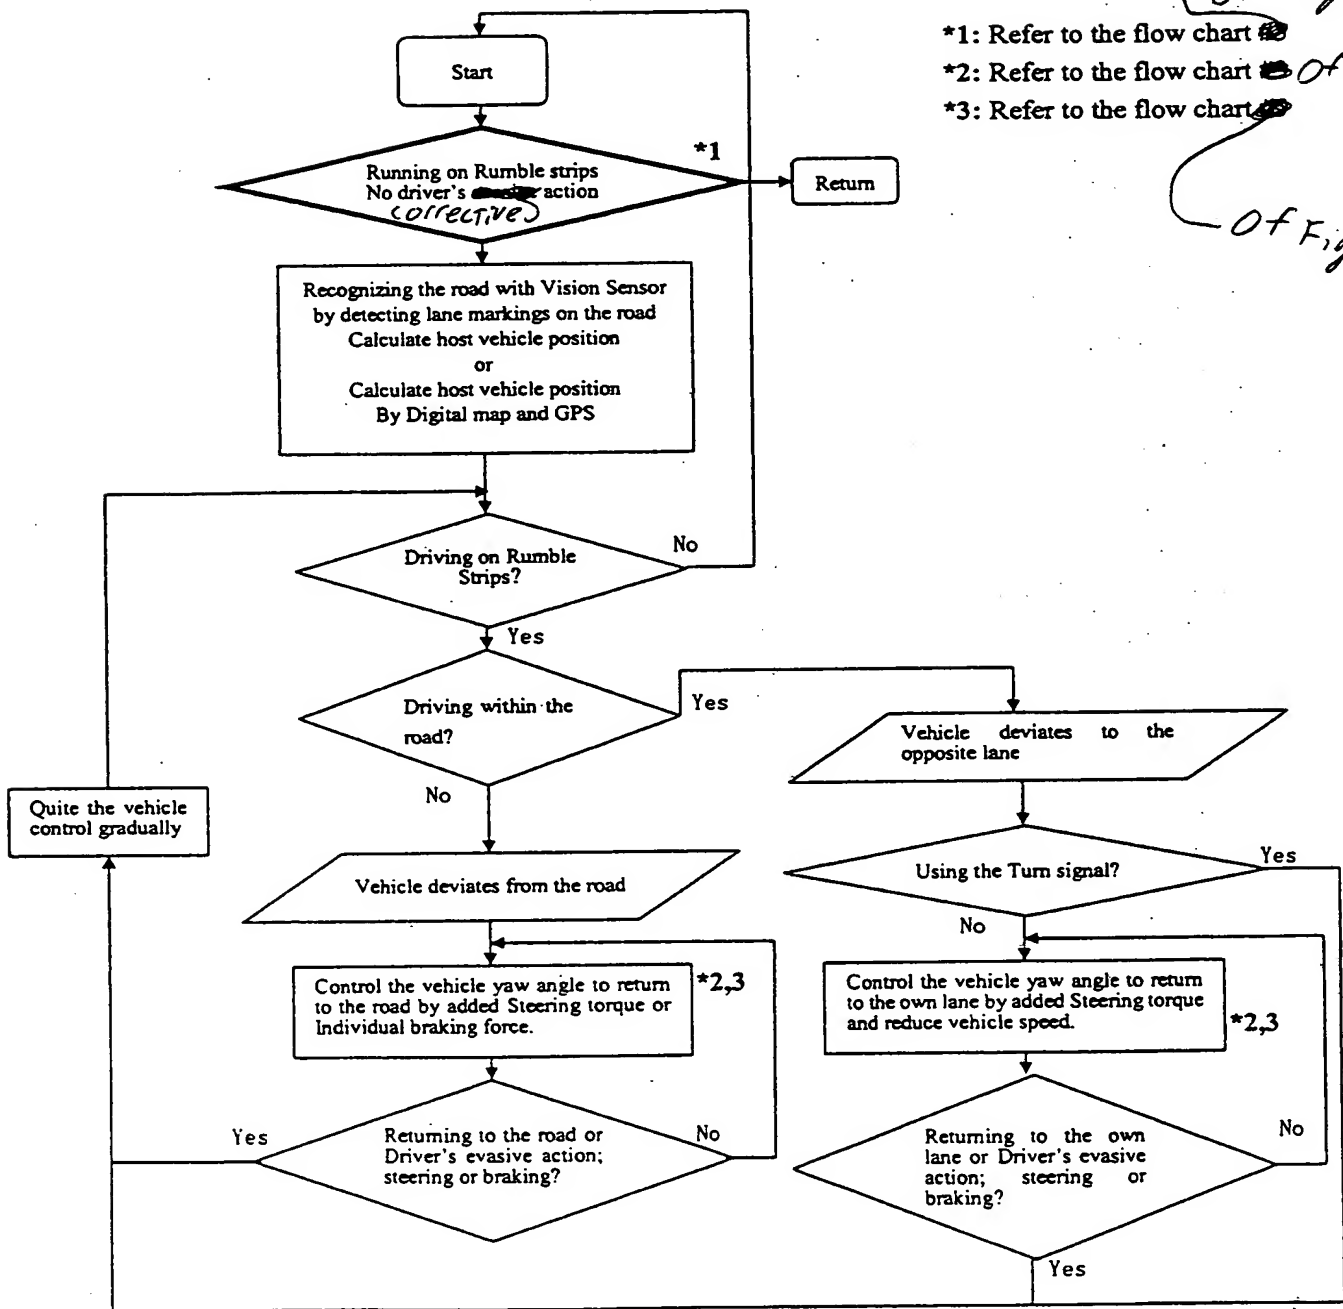 *1: Refer to the flow chart
*2: Refer to the flow chart of
*3: Refer to the flow chart
of Fig
Start
*1
Running on Rumble strips
No driver's action
corrective
Return
Recognizing the road with Vision Sensor
by detecting lane markings on the road
Calculate host vehicle position
or
Calculate host vehicle position
By Digital map and GPS
Driving on Rumble
Strips?
No
Yes
Driving within the
road?
Yes
No
Vehicle deviates to the
opposite lane
Quite the vehicle
control gradually
Vehicle deviates from the road
Using the Turn signal?
Yes
No
Control the vehicle yaw angle to return
to the road by added Steering torque or
Individual braking force.
*2,3
Control the vehicle yaw angle to return
to the own lane by added Steering torque
and reduce vehicle speed.
*2,3
Yes
Returning to the road or
Driver's evasive action;
steering or braking?
No
Returning to the own
lane or Driver's evasive
action; steering or
braking?
No
Yes